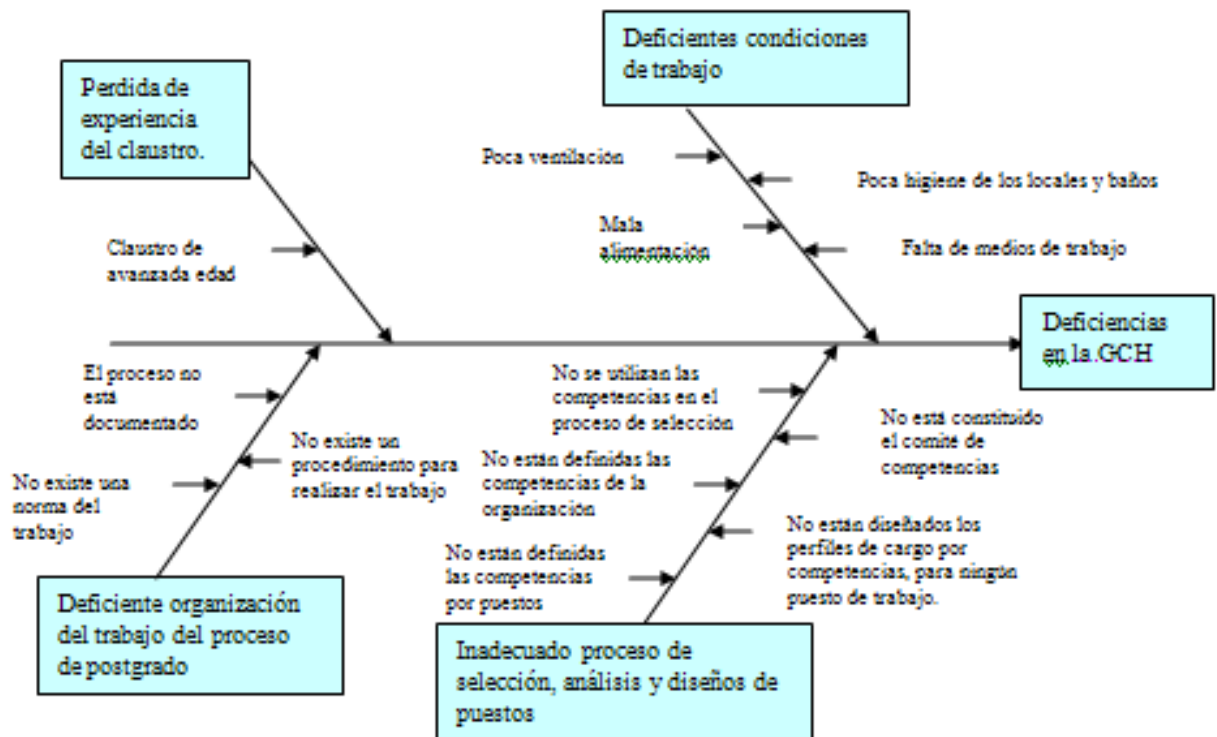 Deficientes condiciones
de trabajo
Perdida de
experiencia
del claustro.
Poca ventilación
Poca higiene de los locales y baños
Mala
alimentación
Falta de medios de trabajo
Claustro de
avanzada edad
Deficiencias
en la GCH
El proceso no
está
documentado
No existe un
procedimiento para
realizar el trabajo
No existe una
norma del
trabajo
No se utilizan las
competencias en el
proceso de selección
No está constituido
el comité de
competencias
No están definidas las
competencias de la
organización
No están diseñados los
perfiles de cargo por
competencias, para ningún
puesto de trabajo.
No están definidas
las competencias
por puestos
Deficiente organización
del trabajo del proceso
de postgrado
Inadecuado proceso de
selección, análisis y diseños de
puestos